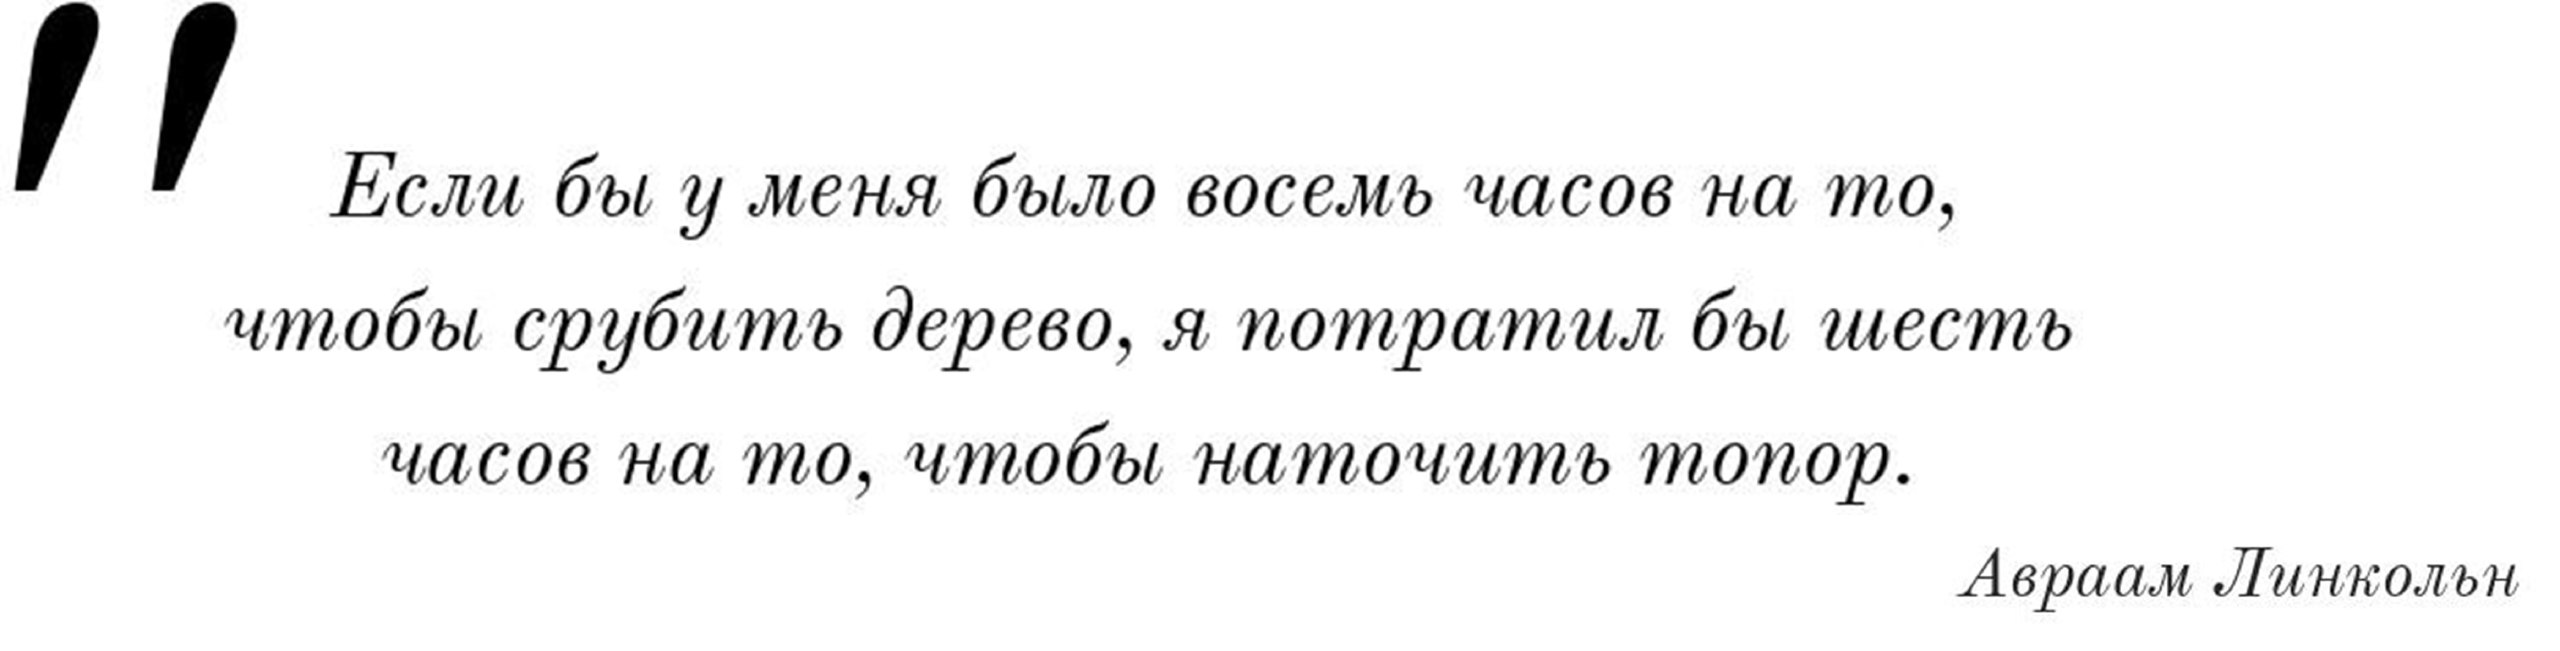 "
Если бы у меня было восемь часов на то,
чтобы срубить дерево, я потратил бы шесть
часов на то, чтобы наточить топор.
Авраам Линкольн